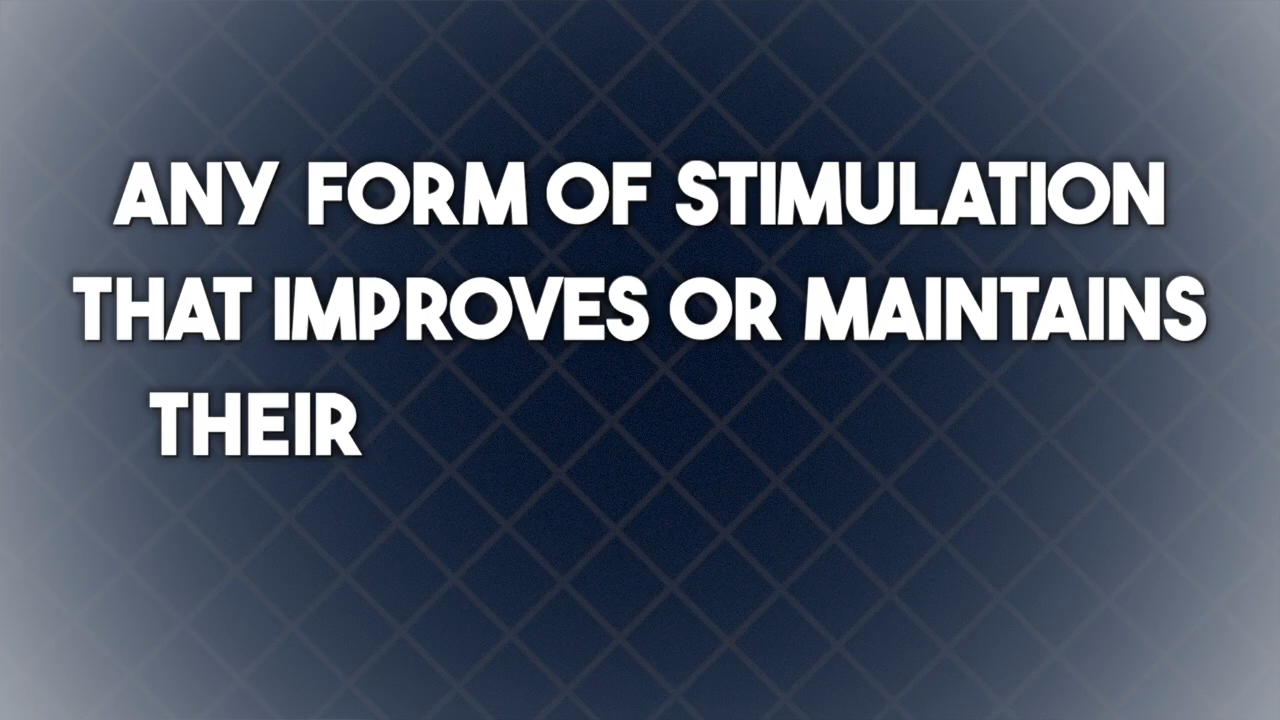 ANY FORM OF STIMULATION
THAT IMPROVES OR MAINTAINS
THEIR